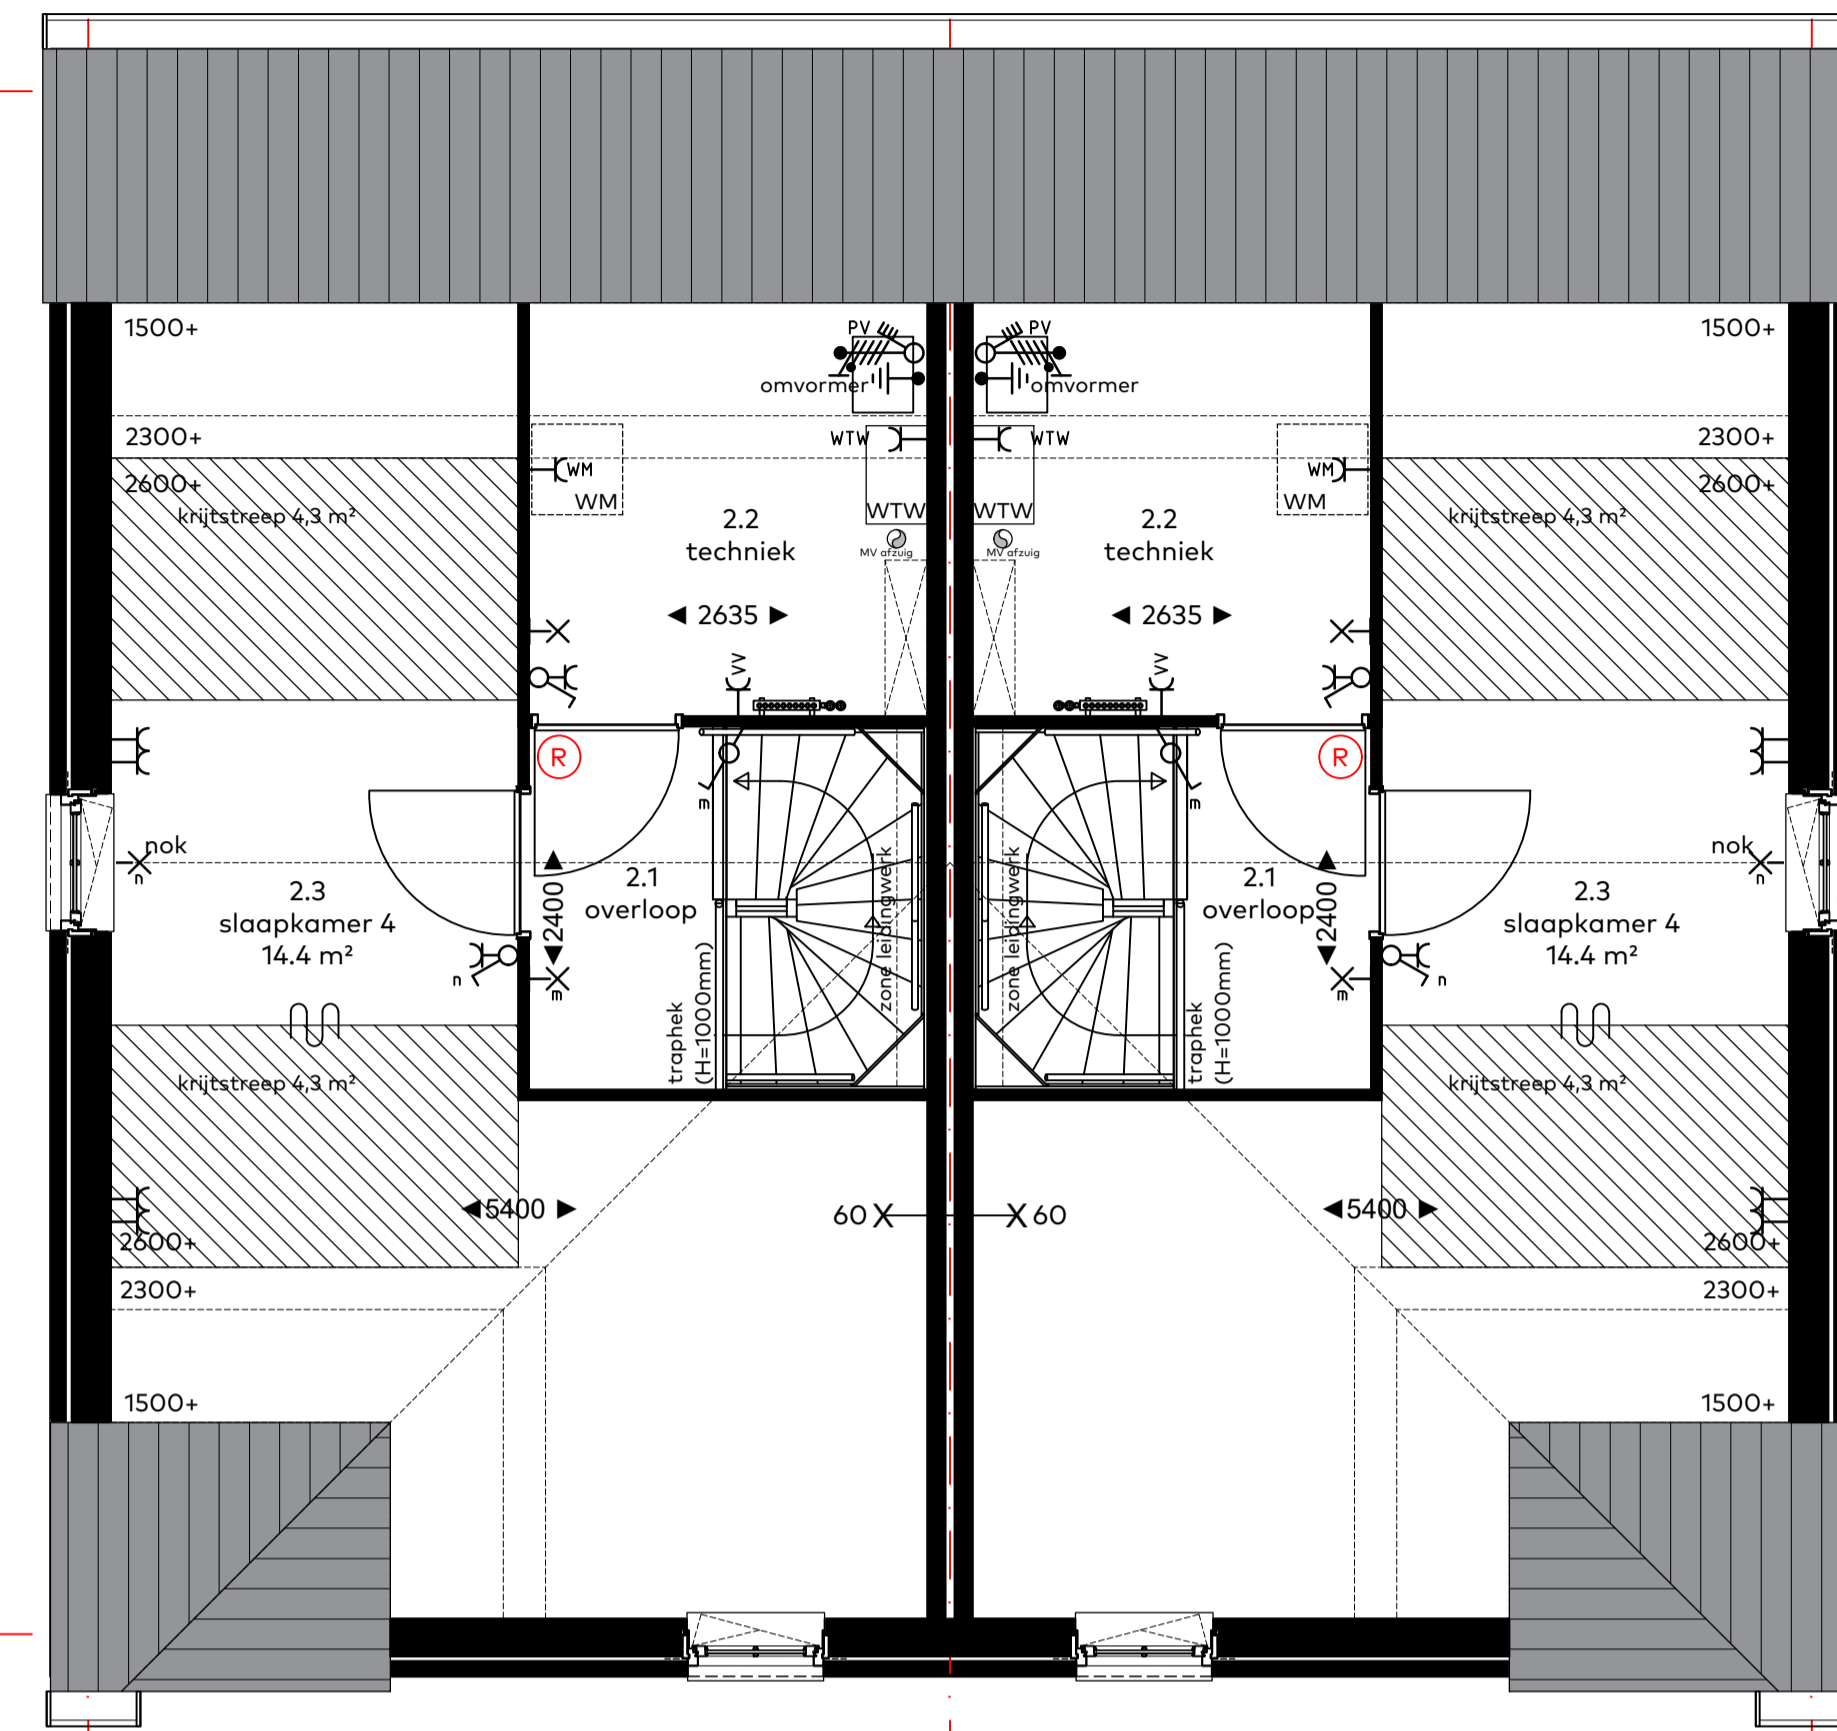 1500+
PV
PV
1500+
omvormer
omvormer
2300+
WTW
WTW
2300+
2600+
WM
WM
2600+
krijtstreep 4,3 m²
WM
WTW
WTW
WM
krijtstreep 4,3 m²
2.2
techniek
MV afzuig
MV afzuig
2.2
techniek
2635
2635
VV
VV
R
R
m
m
nok
nok
n
n
2.3
slaapkamer 4
14.4 m²
2400
2.1
overloop
zone leidingwerk
zone leidingwerk
2.1
overloop
2400
2.3
slaapkamer 4
14.4 m²
n
m
m
n
traphek
(H=1000mm)
traphek
(H=1000mm)
krijtstreep 4,3 m²
krijtstreep 4,3 m²
5400
60
60
5400
2600+
2600+
2300+
2300+
1500+
1500+